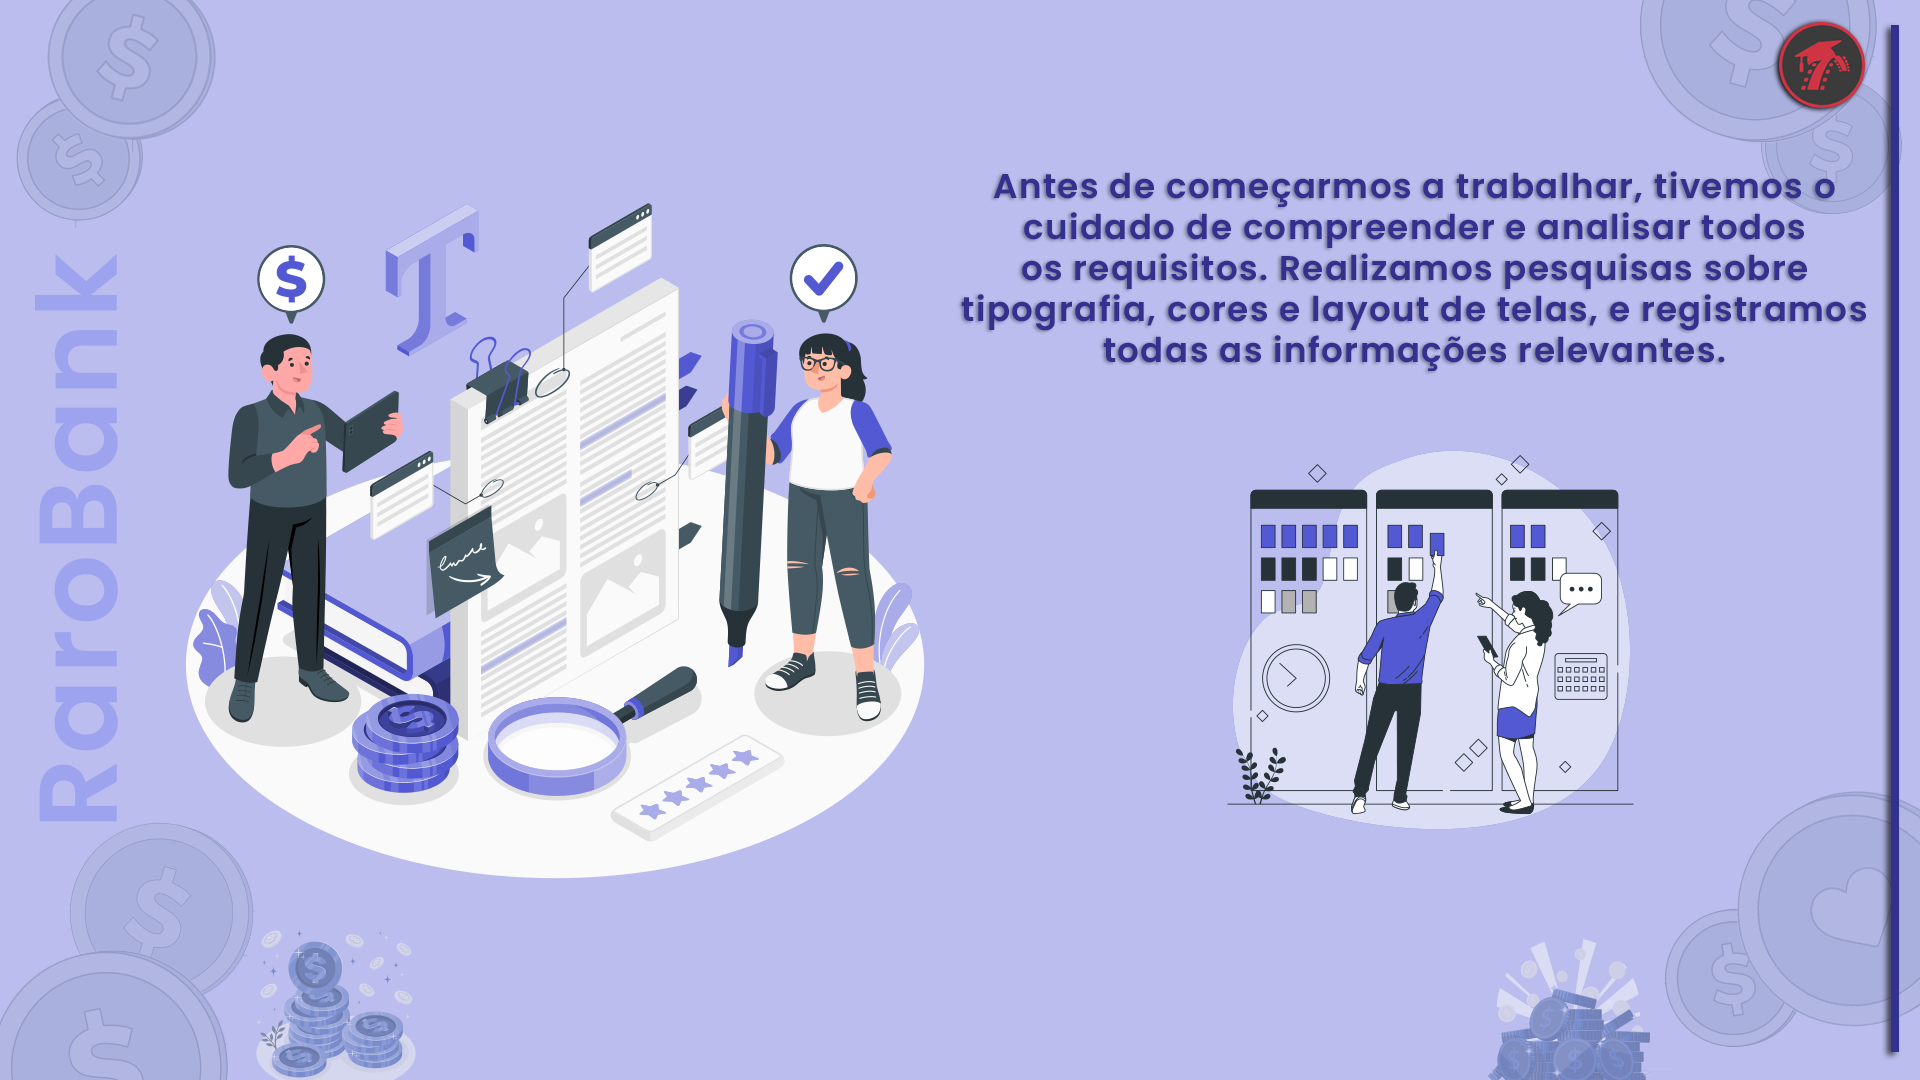 RaroBank
Antes de começarmos a trabalhar, tivemos o
cuidado de compreender e analisar todos
os requisitos. Realizamos pesquisas sobre
tipografia, cores e layout de telas, e registramos
todas as informações relevantes.